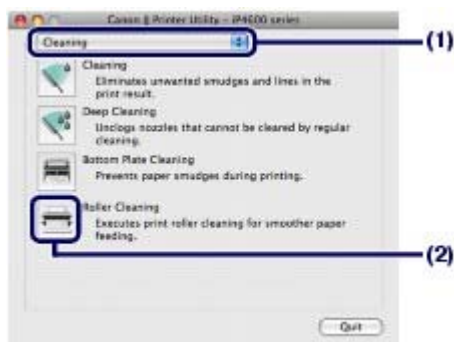 Canon IJ Printer Utility – iP4600 series
Cleaning
(1)
Cleaning
Eliminates unwanted smudges and lines in the
print result.
Deep Cleaning
Unclogs nozzles that cannot be cleared by regular
cleaning.
Bottom Plate Cleaning
Prevents paper smudges during printing.
Roller Cleaning
Executes print roller cleaning for smoother paper
feeding.
(2)
Quit